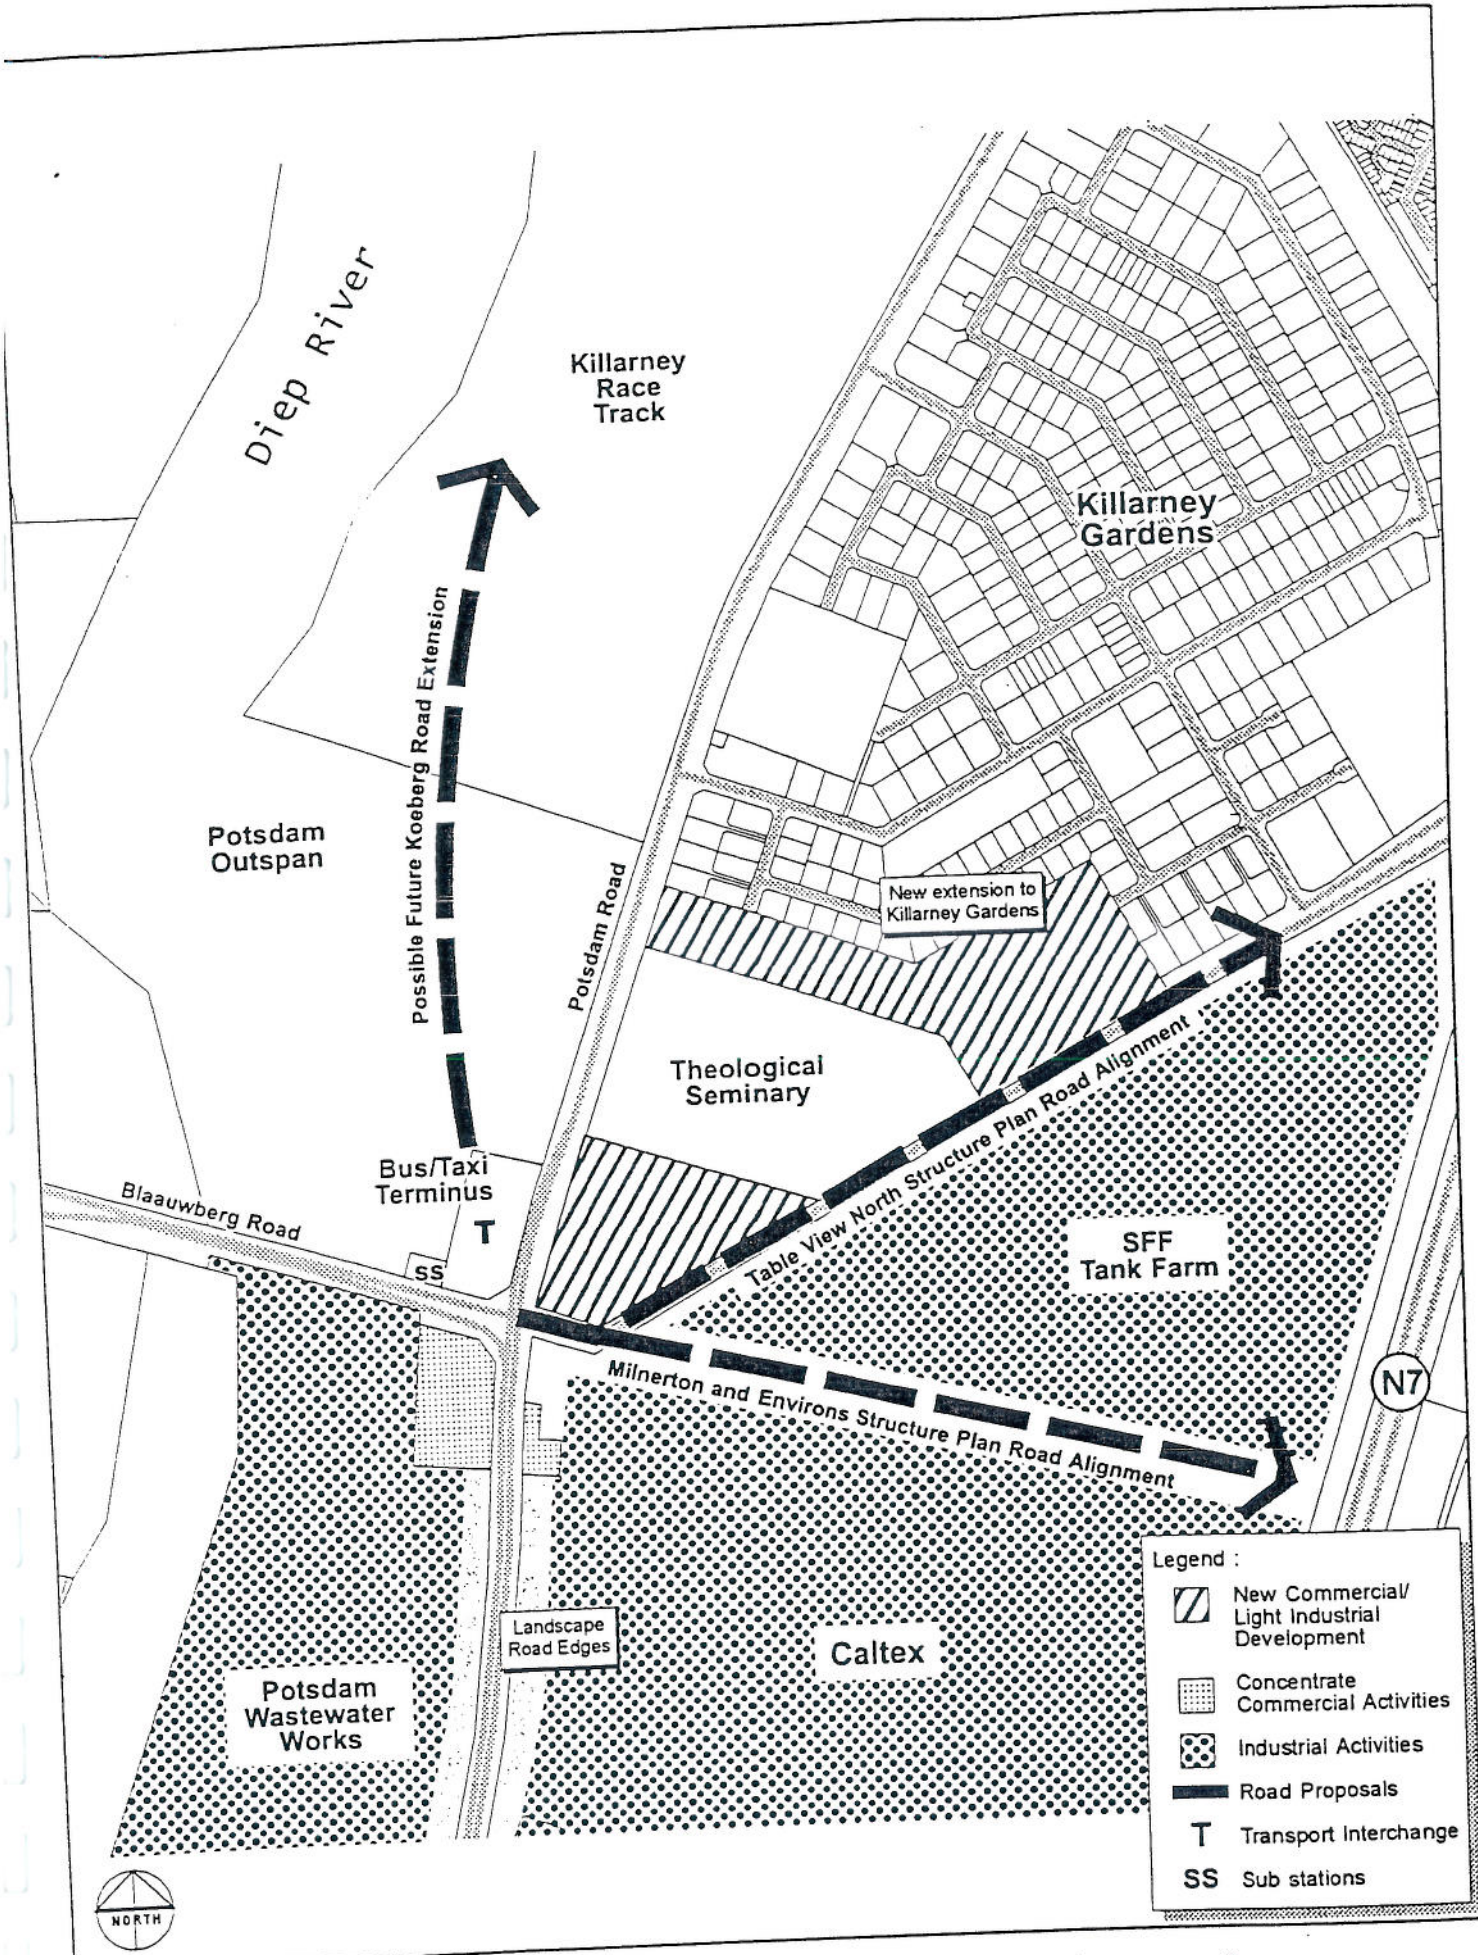 Diep River
Killarney
Race
Track
Killarney
Gardens
Possible Future Koeberg Road Extension
Potsdam
Outspan
Potsdam Road
New extension to
Killarney Gardens
Theological
Seminary
Table View North Structure Plan Road Alignment
Bus/Taxi
Terminus
T
Blaauwberg Road
SS
SFF
Tank Farm
Milnerton and Environs Structure Plan Road Alignment
N7
Landscape
Road Edges
Caltex
Potsdam
Wastewater
Works
Legend :
New Commercial/
Light Industrial
Development
Concentrate
Commercial Activities
Industrial Activities
Road Proposals
T Transport Interchange
SS Sub stations
NORTH